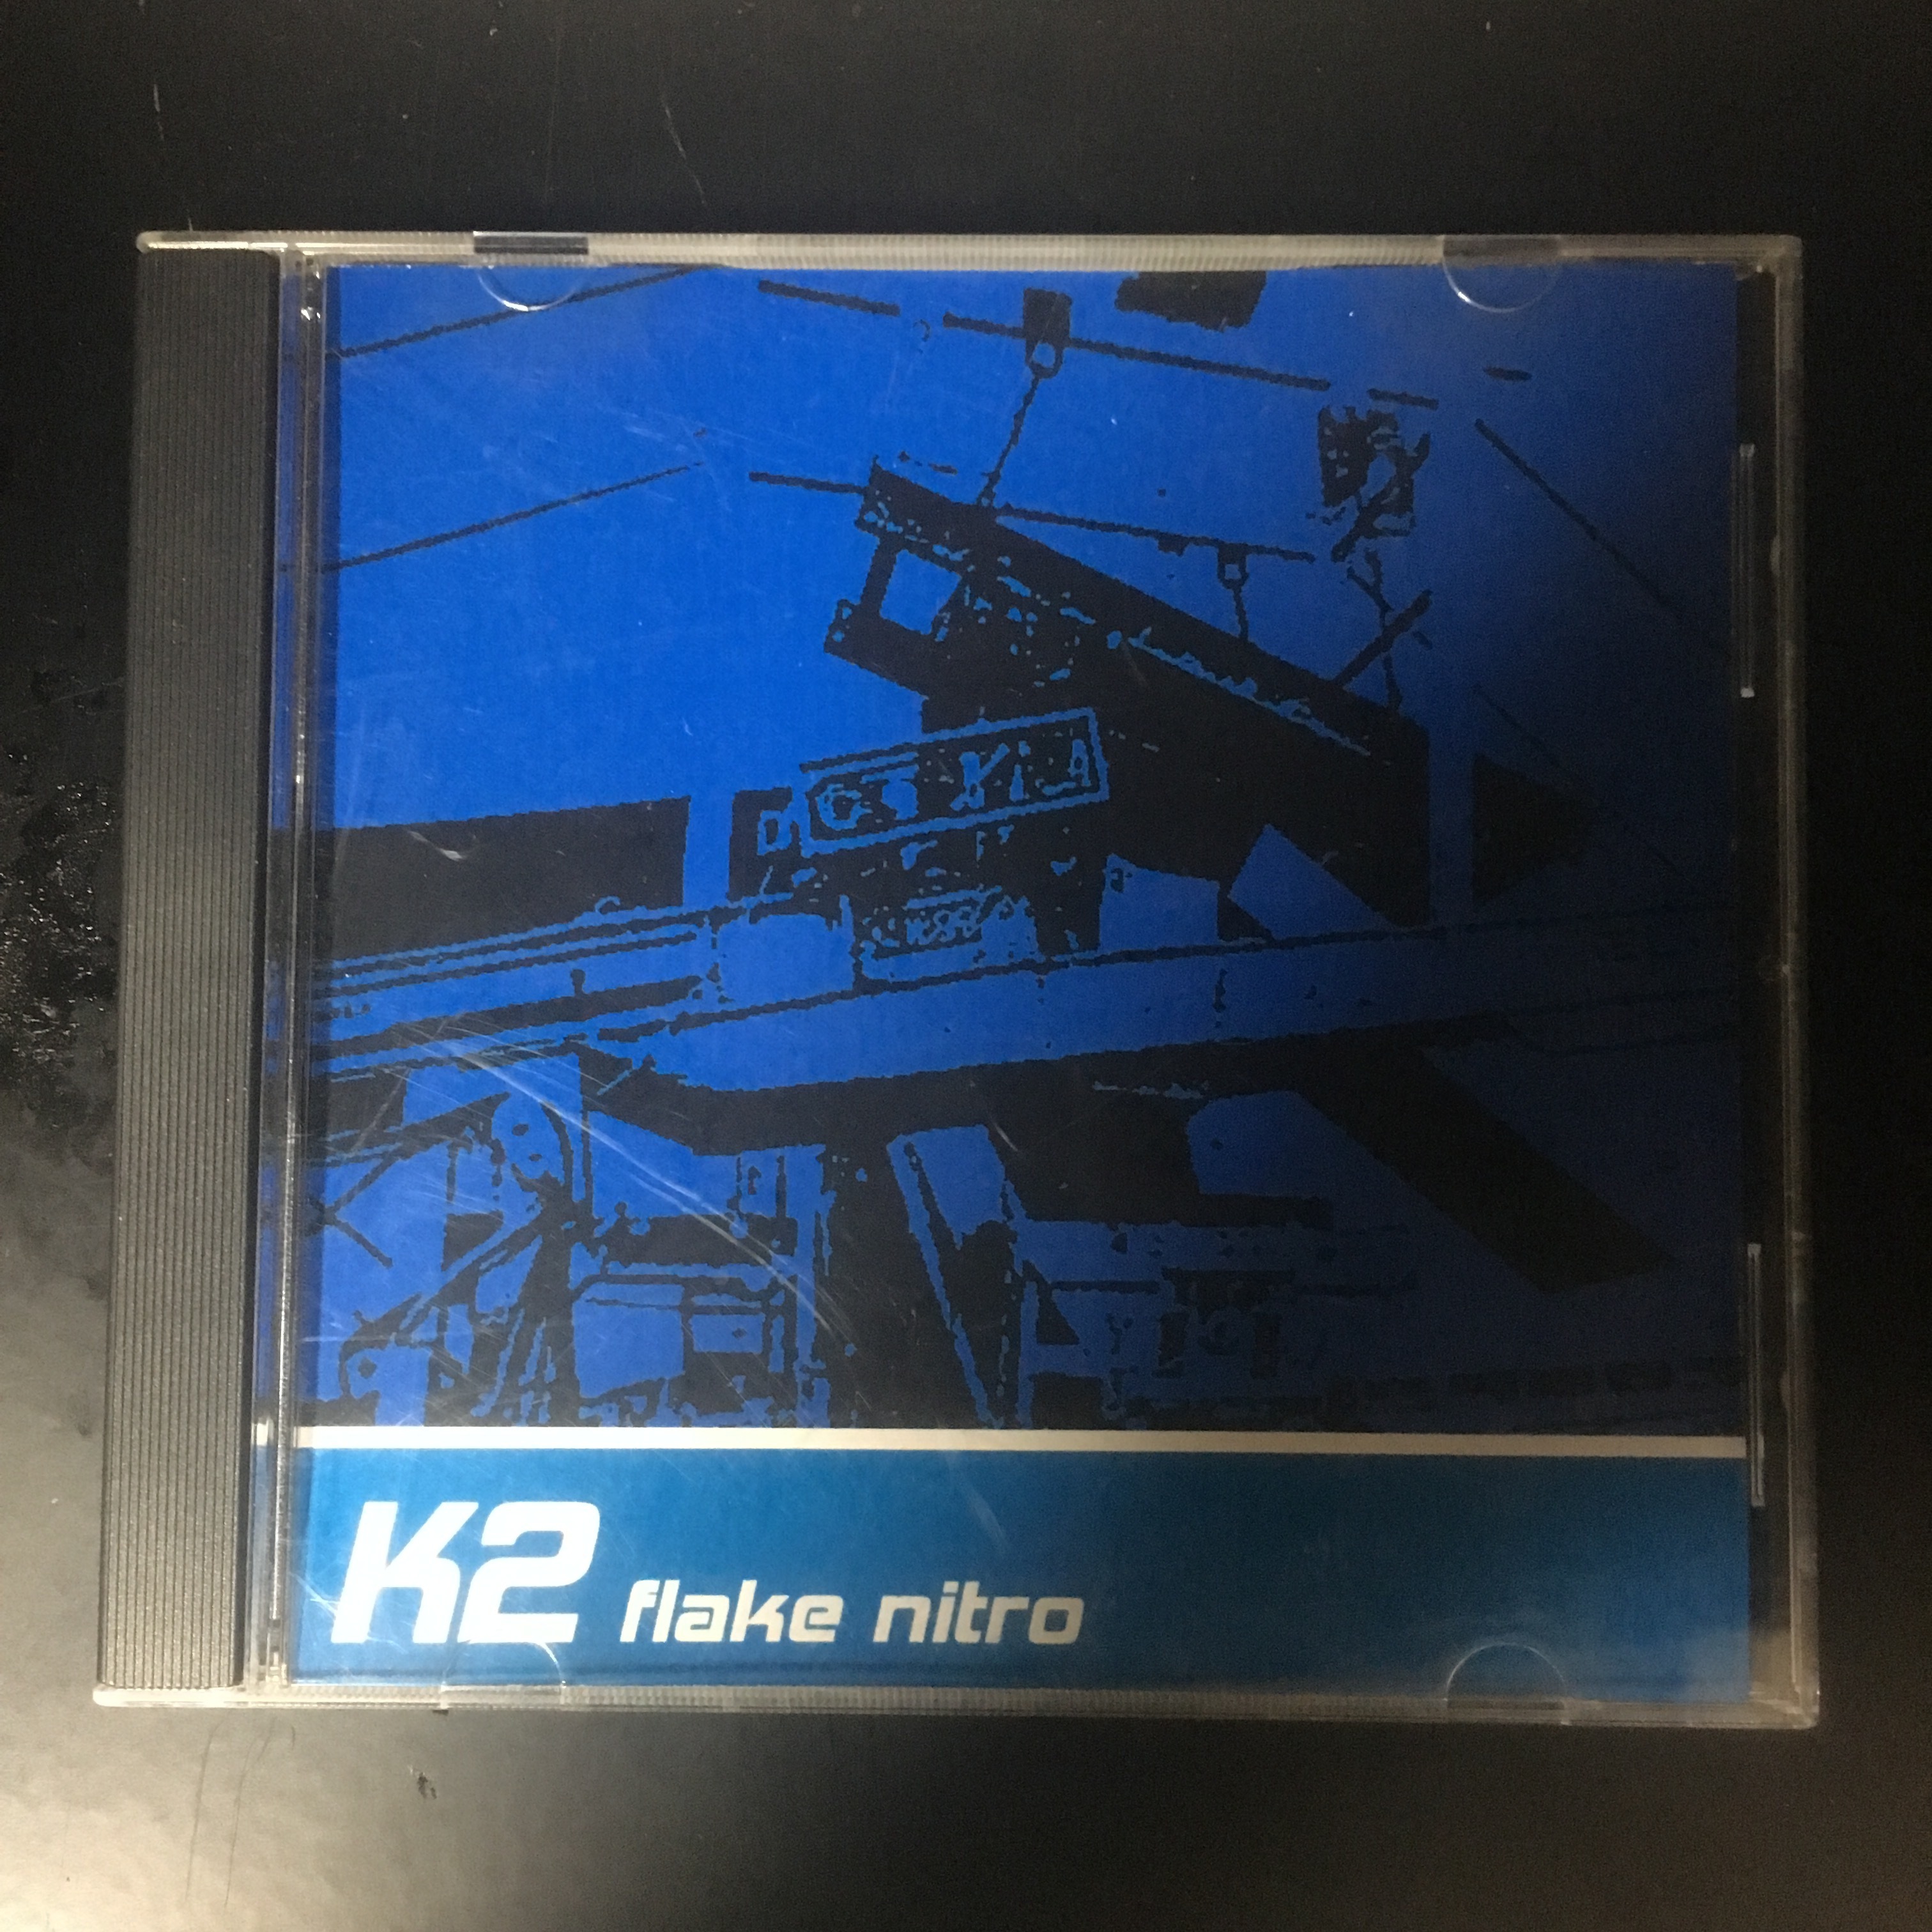 K2 flake nitro